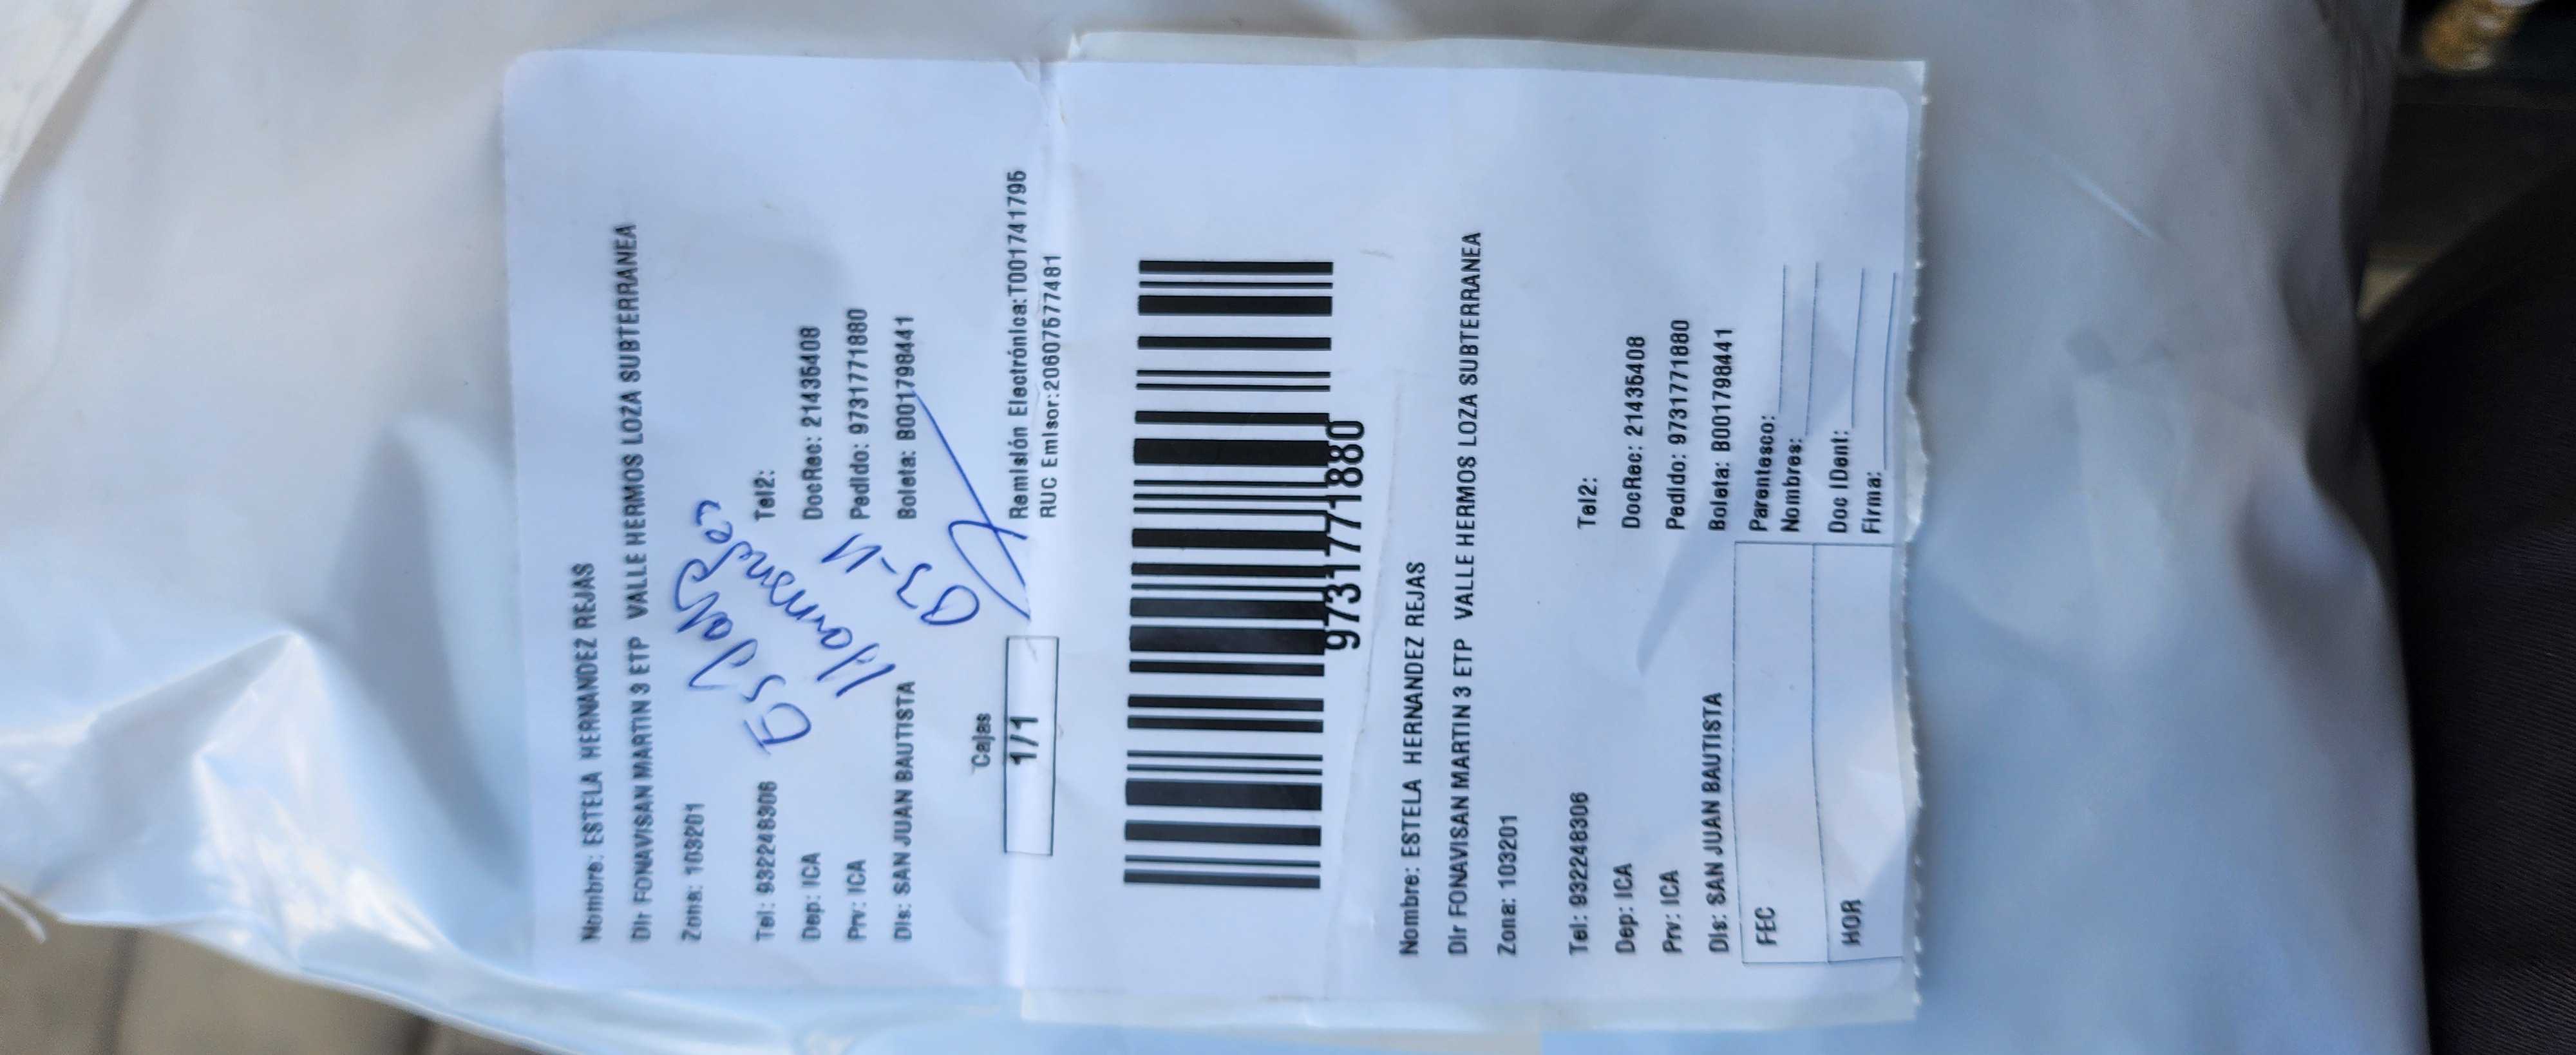 Nombre: ESTELA HERNANDEZ REJAS
Dir FONAVISAN MARTIN 3 ETP VALLE HERMOS LOZA SUBTERRANEA
Zona: 103201
Tel: 932248306 Tel2:
Dep: ICA DocRec: 21435408
Prv: ICA Pedido: 9731771880
Dis: SAN JUAN BAUTISTA Boleta: B001798441
03-4
Cajas
1/1
Remisión Electrónica:T001741795
RUC Emisor:20607577481
9731771880
Nombre: ESTELA HERNANDEZ REJAS
Dir FONAVISAN MARTIN 3 ETP VALLE HERMOS LOZA SUBTERRANEA
Zona: 103201
Tel: 932248306 Tel2:
Dep: ICA DocRec: 21435408
Prv: ICA Pedido: 9731771880
Dis: SAN JUAN BAUTISTA Boleta: B001798441
FEC Parentesco:
Nombres:
HOR Doc IDent:
Firma: